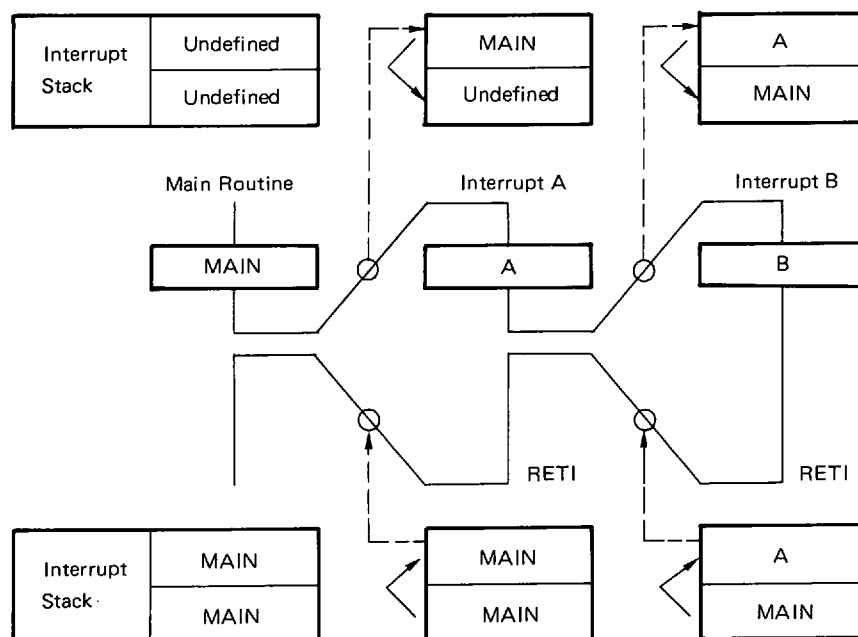 Interrupt
Stack
Undefined
Undefined
MAIN
Undefined
A
MAIN
Main Routine
Interrupt A
Interrupt B
MAIN
A
B
RETI
RETI
Interrupt
Stack
MAIN
MAIN
MAIN
MAIN
A
MAIN